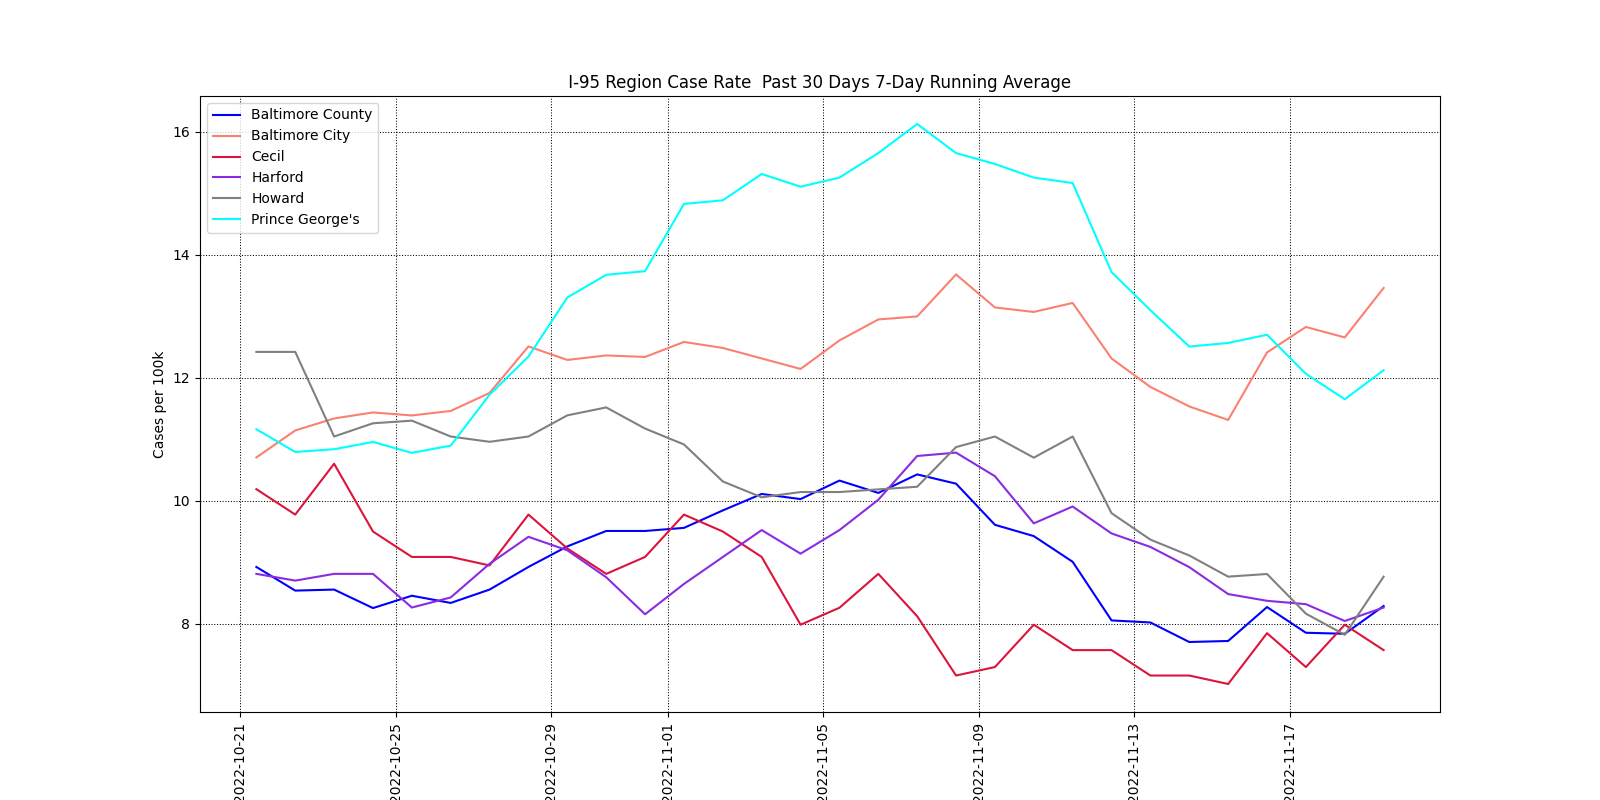 I-95 Region Case Rate  Past 30 Days 7-Day Running Average
Baltimore County
Baltimore City
Cecil
Harford
Howard
Prince George's
Cases per 100k
16
14
12
10
8
2022-10-21
2022-10-25
2022-10-29
2022-11-01
2022-11-05
2022-11-09
2022-11-13
2022-11-17